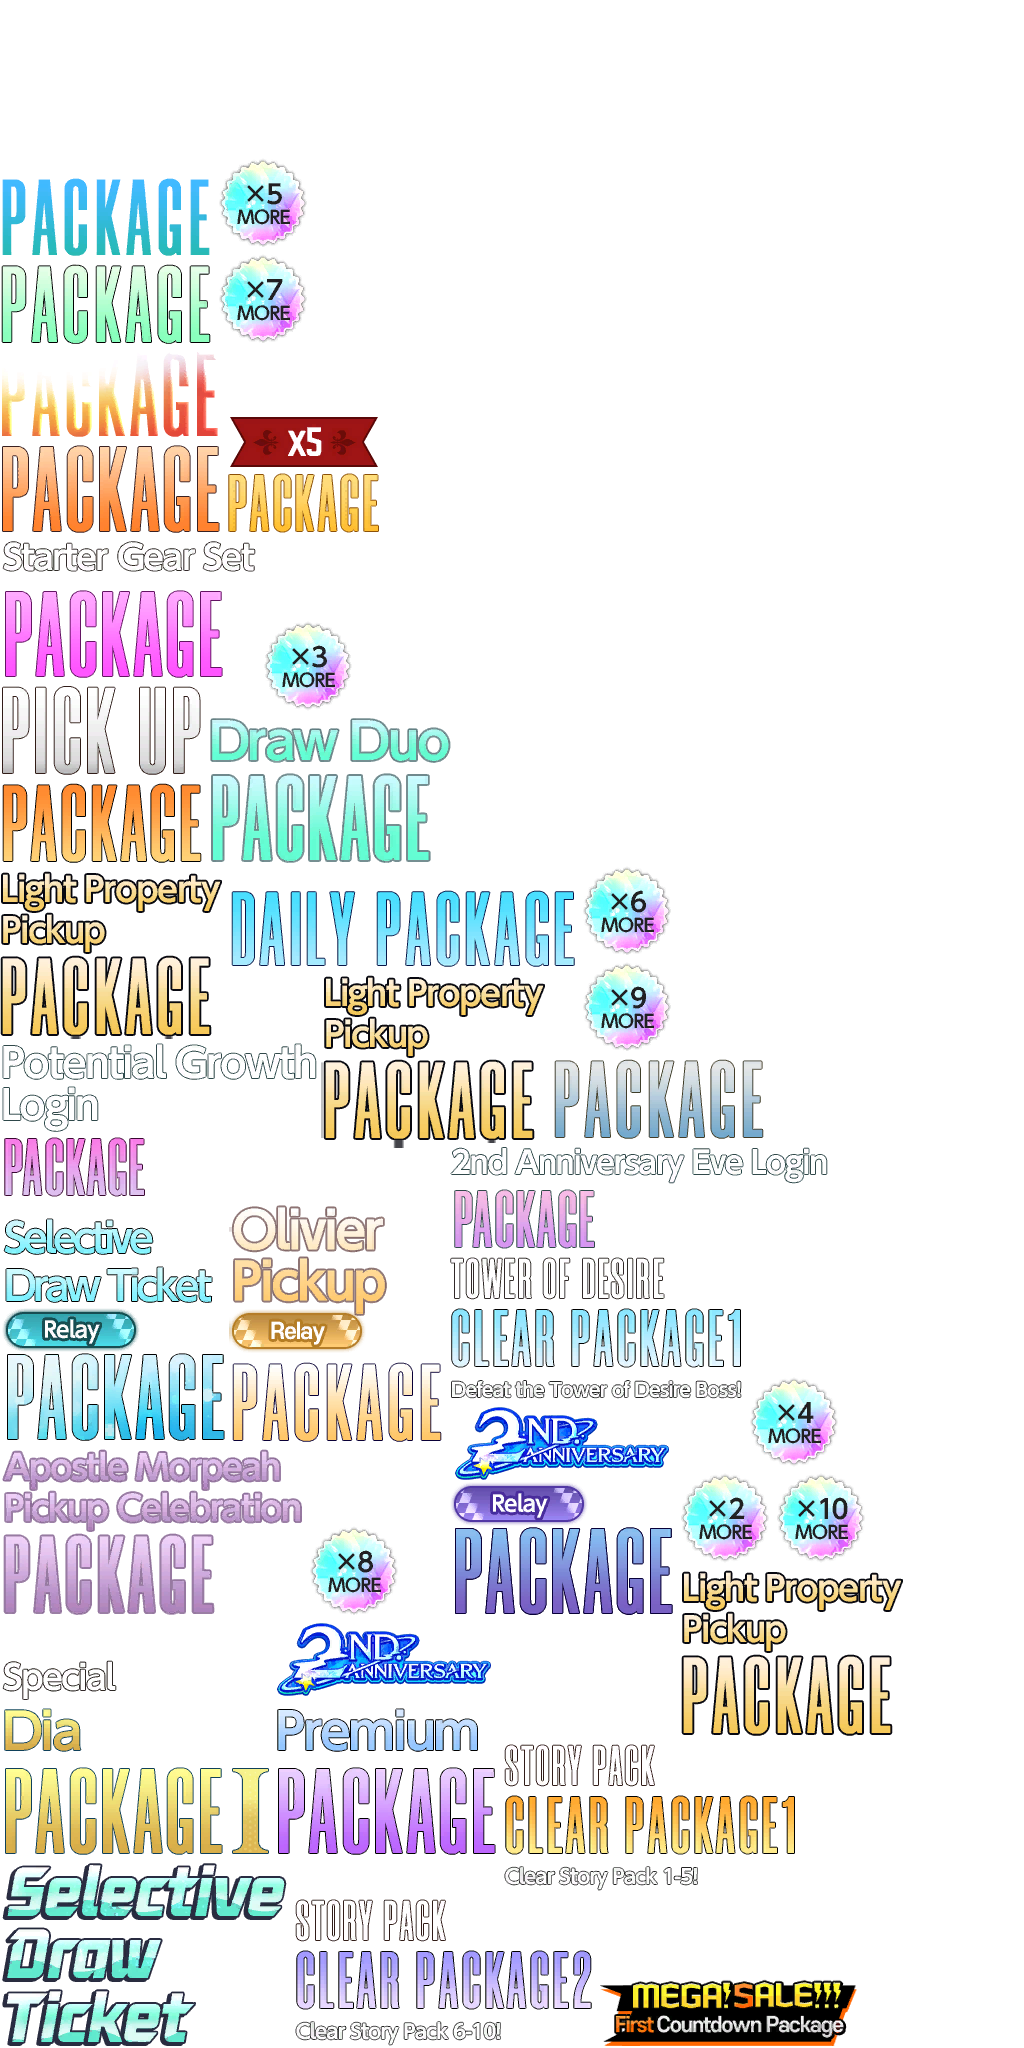 PACKAGE
×5
MORE
PACKAGE
×7
MORE
PACKAGE
X5
PACKAGE
PACKAGE
Starter Gear Set
PACKAGE
×3
MORE
PICK UP
PACKAGE
Draw Duo
PACKAGE
Light Property
Pickup
PACKAGE
DAILY PACKAGE
×6
MORE
Light Property
Pickup
PACKAGE
×9
MORE
PACKAGE
Potential Growth
Login
PACKAGE
2nd Anniversary Eve Login
PACKAGE
Selective
Draw Ticket
Relay
PACKAGE
Olivier
Pickup
Relay
PACKAGE
TOWER OF DESIRE
CLEAR PACKAGE1
Defeat the Tower of Desire Boss!
×4
MORE
2ND.
ANNIVERSARY
Relay
PACKAGE
×2
MORE
×10
MORE
Apostle Morpeah
Pickup Celebration
PACKAGE
×8
MORE
Light Property
Pickup
PACKAGE
Special
Dia
PACKAGE I
2ND.
ANNIVERSARY
Premium
PACKAGE
STORY PACK
CLEAR PACKAGE1
Clear Story Pack 1-5!
Selective
Draw
Ticket
STORY PACK
CLEAR PACKAGE2
Clear Story Pack 6-10!
MEGA!SALE!!!
First Countdown Package